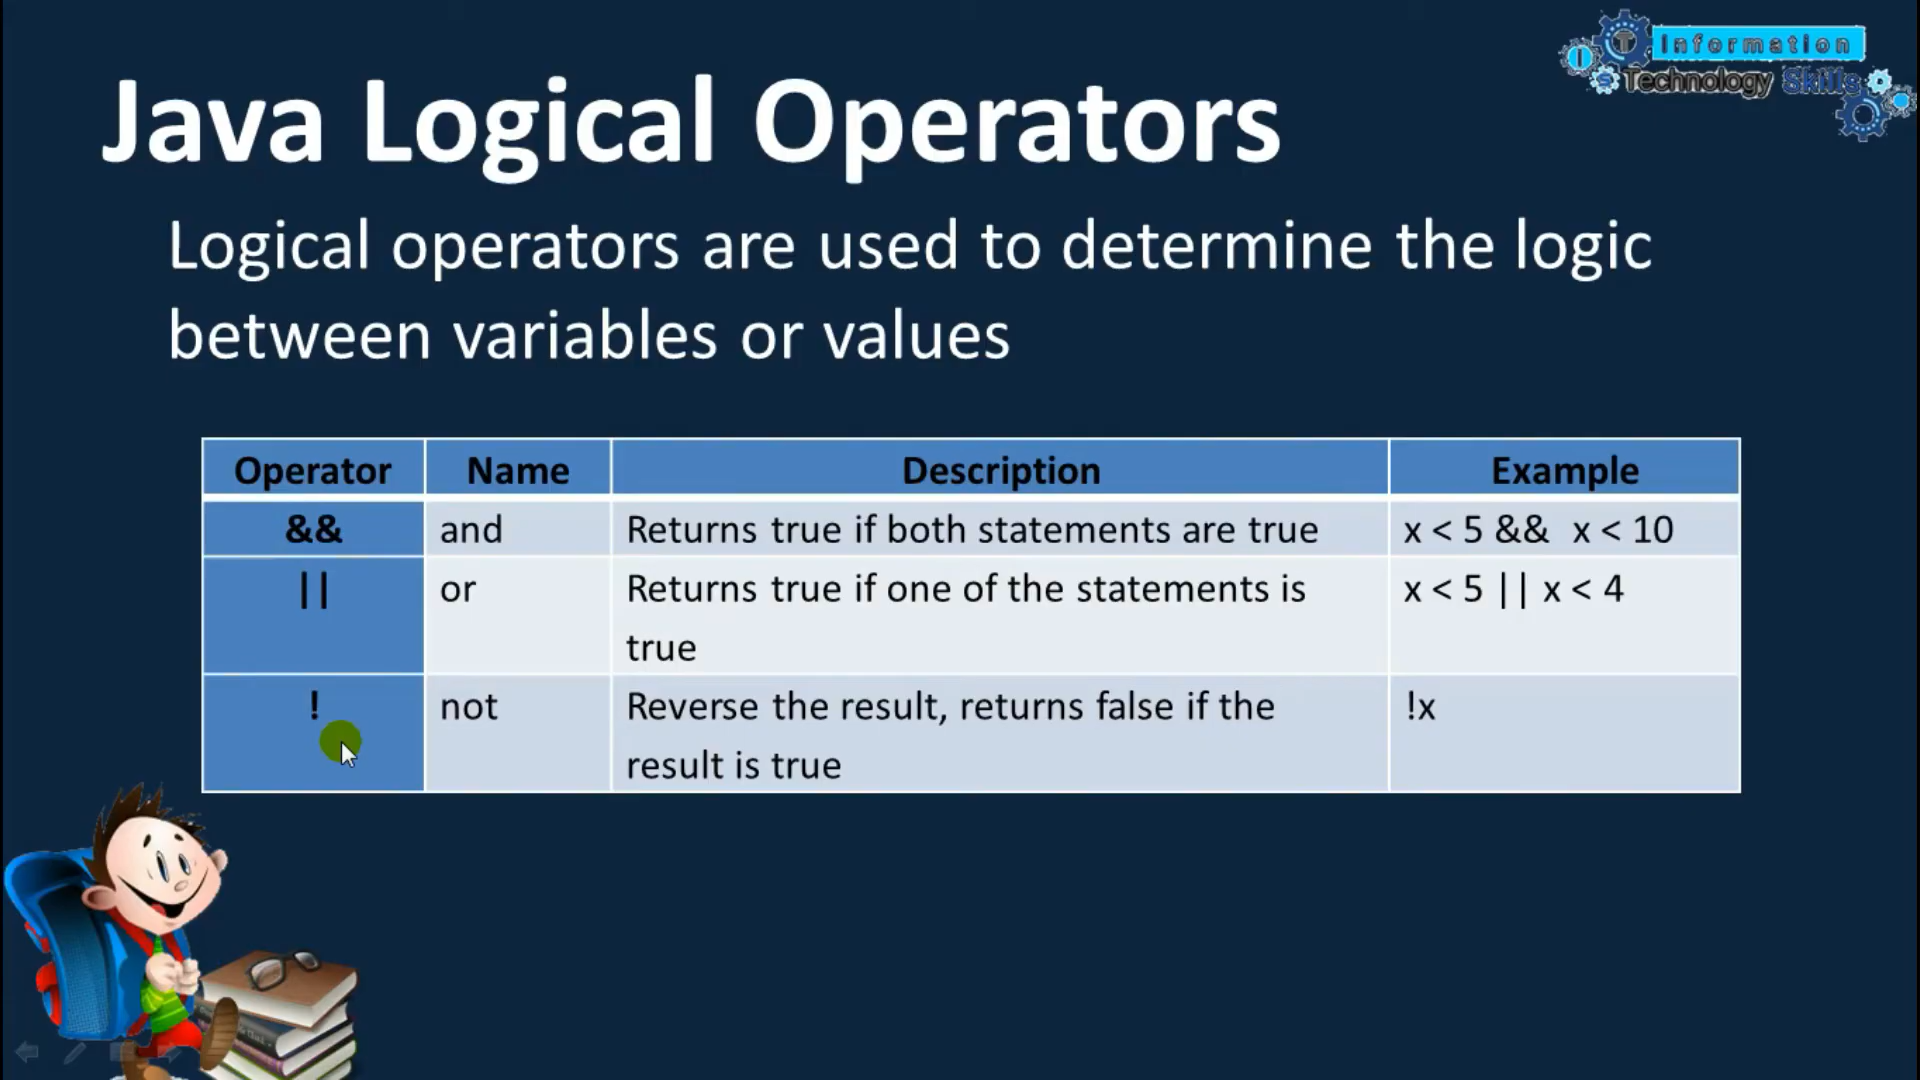 Information
Technology Skills
Java Logical Operators
Logical operators are used to determine the logic
between variables or values
Operator Name Description Example
&& and Returns true if both statements are true x < 5 && x < 10
|| or Returns true if one of the statements is x < 5 || x < 4
true
! not Reverse the result, returns false if the !x
result is true